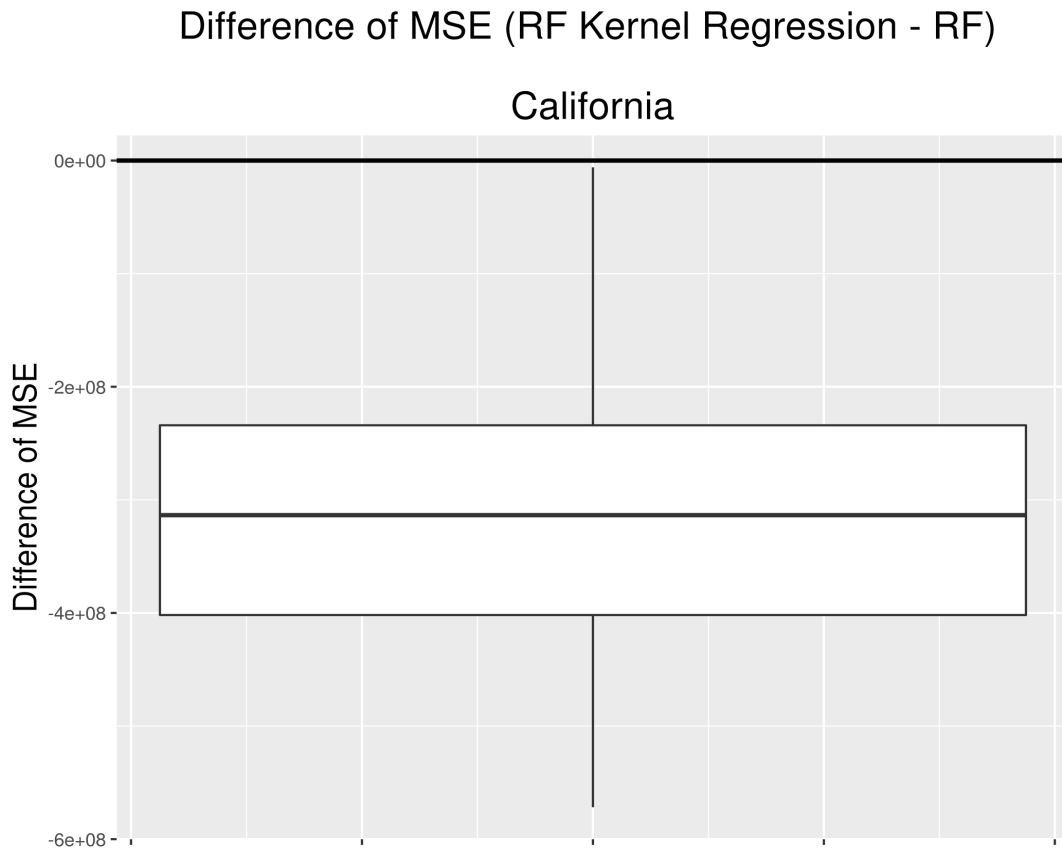 Difference of MSE (RF Kernel Regression - RF)
California
Difference of MSE
0e+00
-2e+08
-4e+08
-6e+08